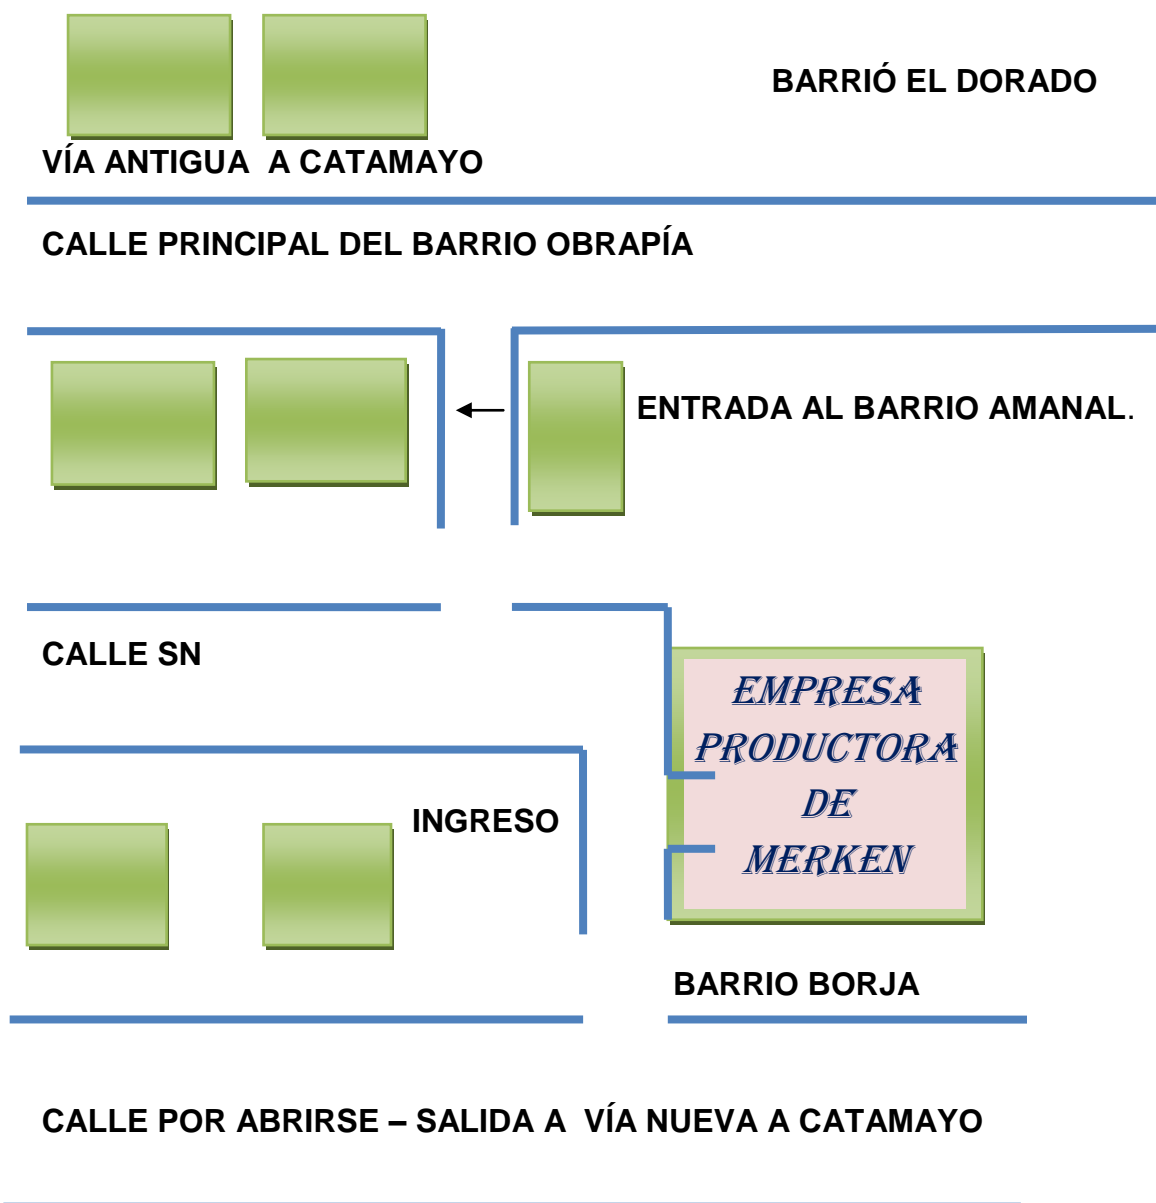 BARRIÓ EL DORADO
VÍA ANTIGUA A CATAMAYO
CALLE PRINCIPAL DEL BARRIO OBRAPÍA
ENTRADA AL BARRIO AMANAL.
CALLE SN
EMPRESA
PRODUCTORA
DE
MERKEN
INGRESO
BARRIO BORJA
CALLE POR ABRIRSE – SALIDA A VÍA NUEVA A CATAMAYO